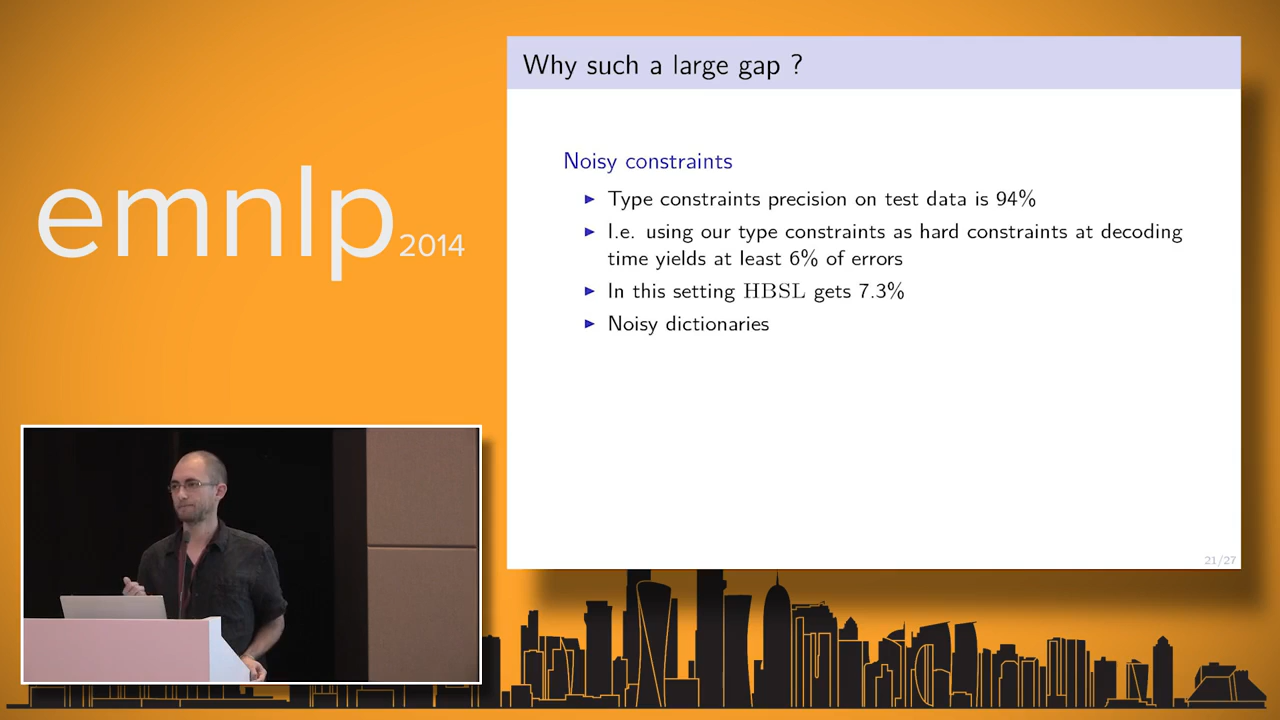 emnlp 2014
Why such a large gap ?
Noisy constraints
Type constraints precision on test data is 94%
I.e. using our type constraints as hard constraints at decoding
time yields at least 6% of errors
In this setting HBSL gets 7.3%
Noisy dictionaries
21/27